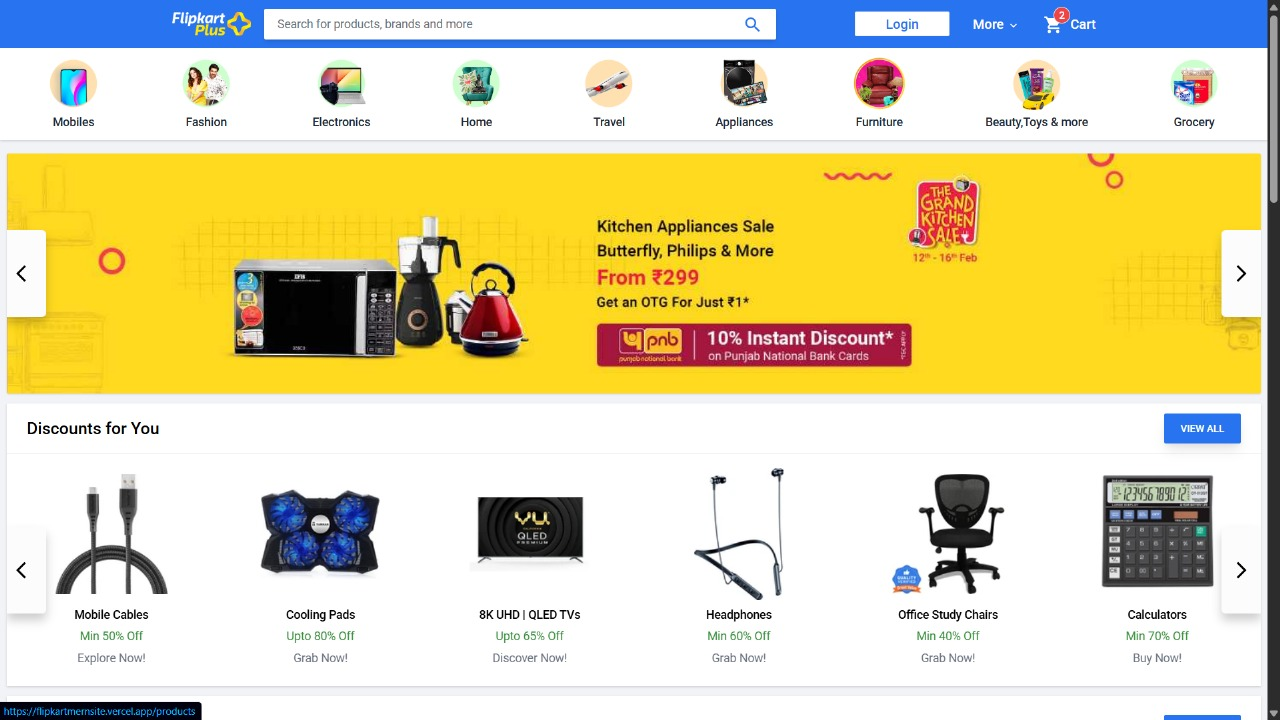 Flipkart
Plus
Search for products, brands and more
Login
More
2
Cart
Mobiles
Fashion
Electronics
Home
Travel
Appliances
Furniture
Beauty,Toys & more
Grocery
Kitchen Appliances Sale
Butterfly, Philips & More
From ₹299
Get an OTG For Just ₹1*
pnb
punjab national bank
10% Instant Discount*
on Punjab National Bank Cards
THE
GRAND
KITCHEN
SALE
12th - 16th Feb
Discounts for You
VIEW ALL
VU
QLED
PREMIUM
Mobile Cables
Cooling Pads
8K UHD | QLED TVs
Headphones
Office Study Chairs
Calculators
Min 50% Off
Upto 80% Off
Upto 65% Off
Min 60% Off
Min 40% Off
Min 70% Off
Explore Now!
Grab Now!
Discover Now!
Grab Now!
Grab Now!
Buy Now!
https://flipkartmernsite.vercel.app/products